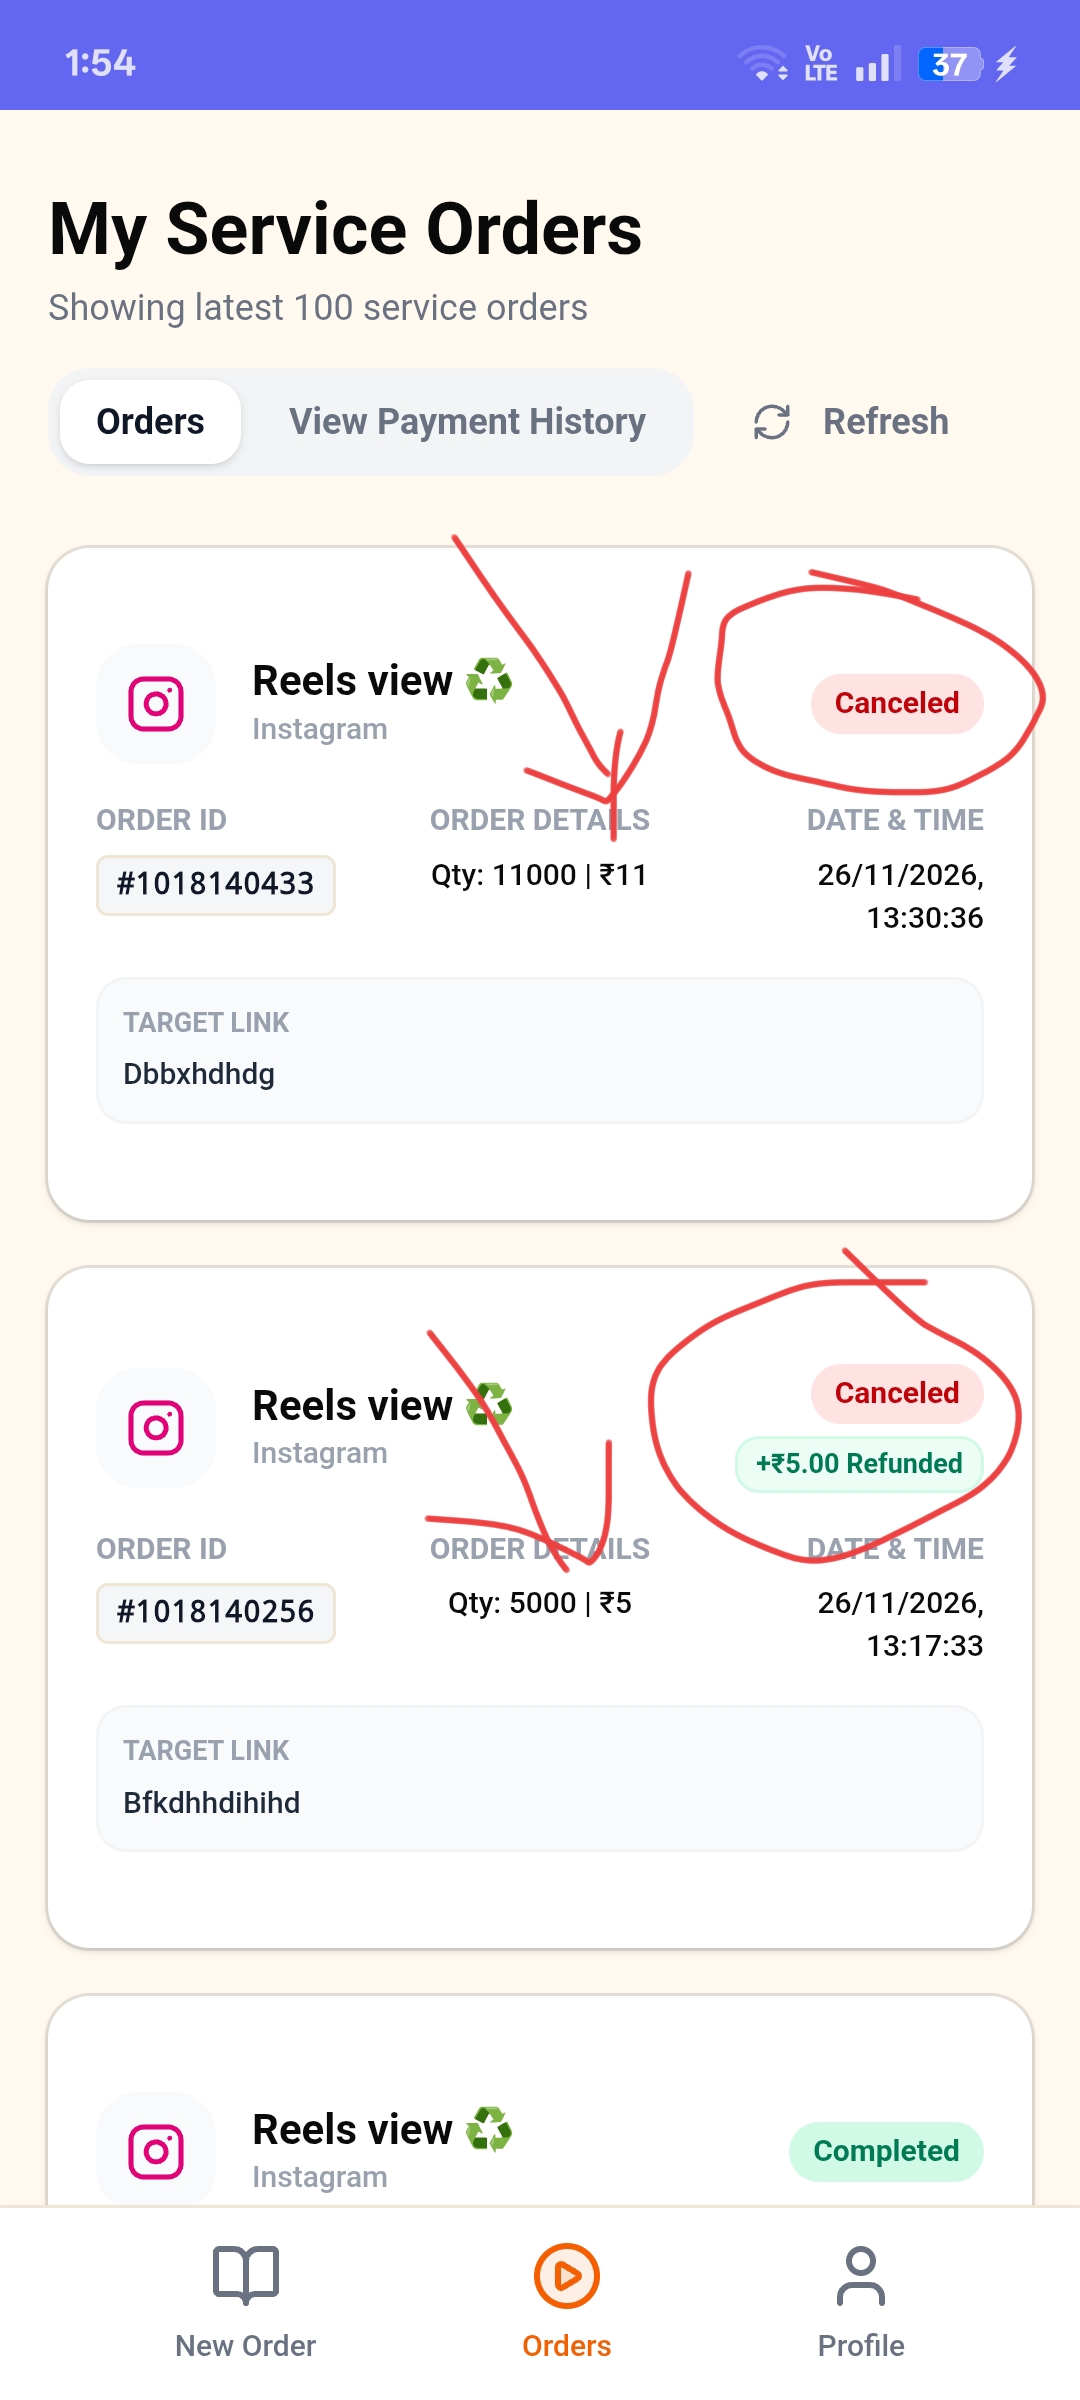 1:54
Vo
LTE
37
My Service Orders
Showing latest 100 service orders
Orders
View Payment History
Refresh
Reels view ♻️
Instagram
Canceled
ORDER ID
ORDER DETAILS
DATE & TIME
#1018140433
Qty: 11000 | ₹11
26/11/2026,
13:30:36
TARGET LINK
Dbbxhdhdg
Reels view ♻️
Instagram
Canceled
+₹5.00 Refunded
ORDER ID
ORDER DETAILS
DATE & TIME
#1018140256
Qty: 5000 | ₹5
26/11/2026,
13:17:33
TARGET LINK
Bfkdhhdihihd
Reels view ♻️
Instagram
Completed
New Order
Orders
Profile